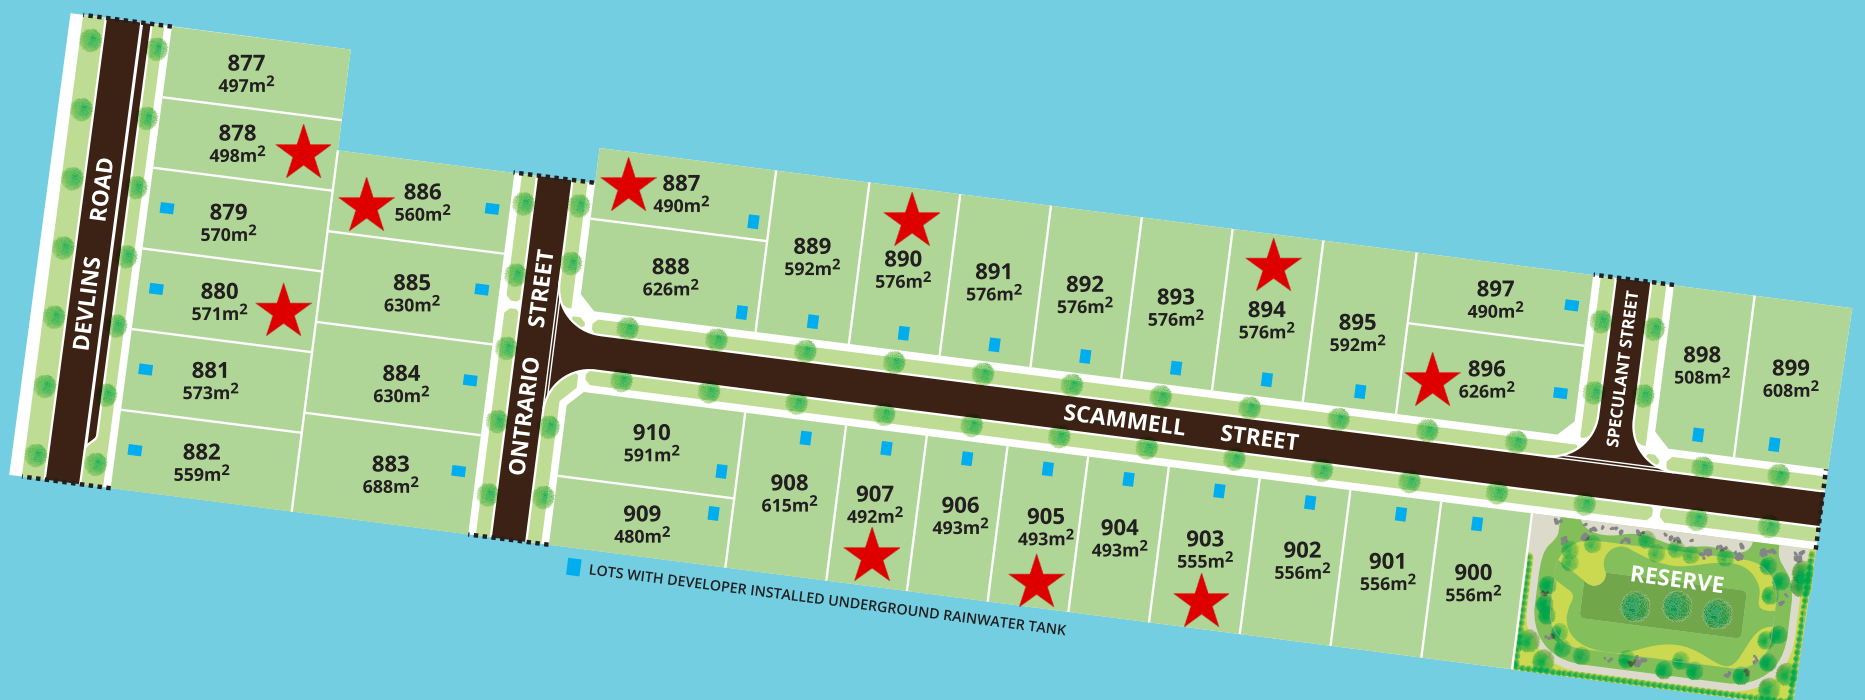 DEVLINS ROAD
877
497m²
878
498m²
879
570m²
880
571m²
881
573m²
882
559m²
886
560m²
885
630m²
884
630m²
883
688m²
ONTRARIO STREET
887
490m²
888
626m²
889
592m²
890
576m²
891
576m²
892
576m²
893
576m²
894
576m²
895
592m²
897
490m²
896
626m²
SPECULANT STREET
898
508m²
899
608m²
SCAMMELL STREET
910
591m²
909
480m²
908
615m²
907
492m²
906
493m²
905
493m²
904
493m²
903
555m²
902
556m²
901
556m²
900
556m²
RESERVE
LOTS WITH DEVELOPER INSTALLED UNDERGROUND RAINWATER TANK